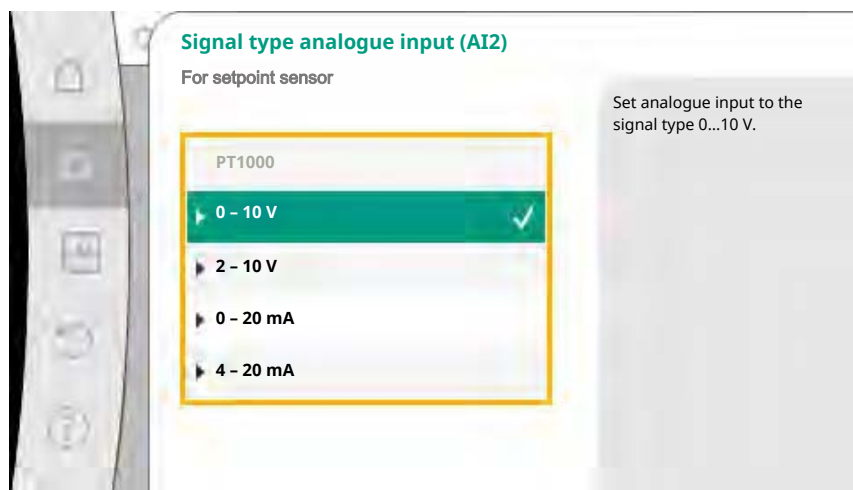 Signal type analogue input (AI2)
For setpoint sensor
Set analogue input to the
signal type 0...10 V.
PT1000
0 – 10 V
2 – 10 V
0 – 20 mA
4 – 20 mA